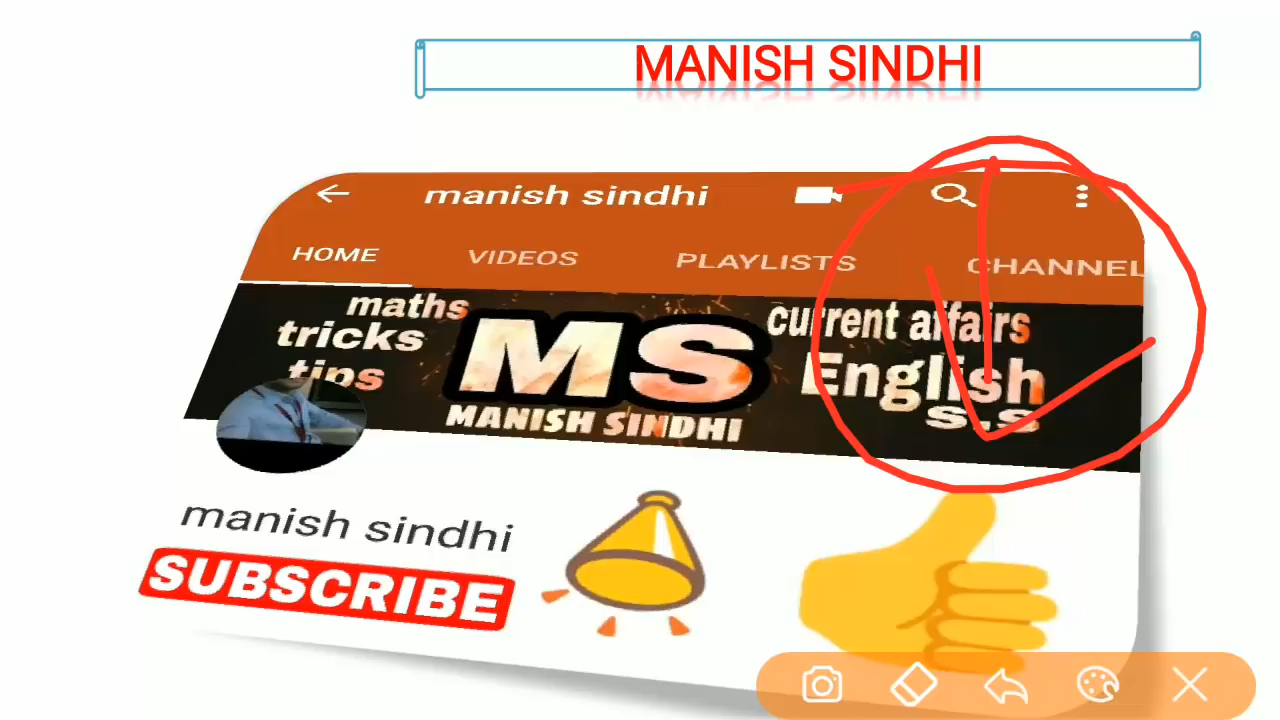 MANISH SINDHI
manish sindhi
HOME VIDEOS PLAYLISTS CHANNEL
maths
tricks
tips
MS
MANISH SINDHI
current affairs
English
s.s
manish sindhi
SUBSCRIBE